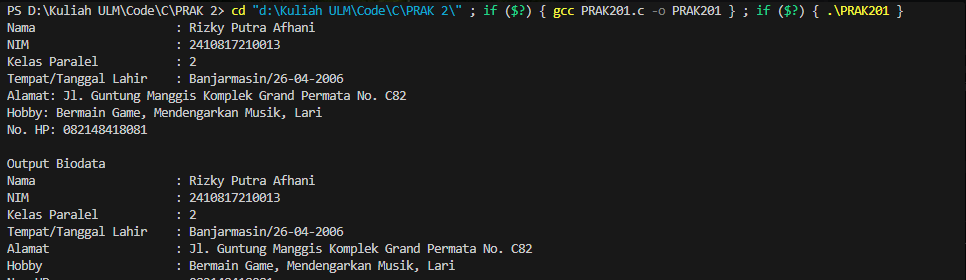 PS D:\Kuliah ULM\Code\C\PRAK 2> cd "d:\Kuliah ULM\Code\C\PRAK 2\" ; if ($?) { gcc PRAK201.c -o PRAK201 } ; if ($?) { .\PRAK201 }
Nama : Rizky Putra Afhani
NIM : 2410817210013
Kelas Paralel : 2
Tempat/Tanggal Lahir : Banjarmasin/26-04-2006
Alamat: Jl. Guntung Manggis Komplek Grand Permata No. C82
Hobby: Bermain Game, Mendengarkan Musik, Lari
No. HP: 082148418081
Output Biodata
Nama : Rizky Putra Afhani
NIM : 2410817210013
Kelas Paralel : 2
Tempat/Tanggal Lahir : Banjarmasin/26-04-2006
Alamat : Jl. Guntung Manggis Komplek Grand Permata No. C82
Hobby : Bermain Game, Mendengarkan Musik, Lari
No. HP : 082148418081